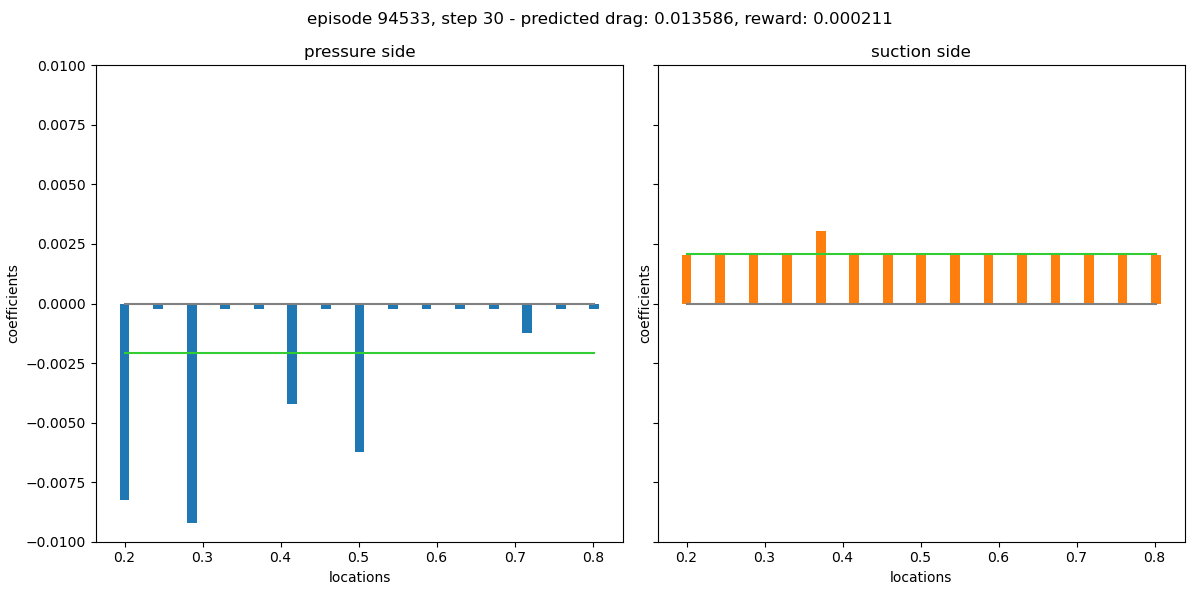 episode 94533, step 30 - predicted drag: 0.013586, reward: 0.000211
pressure side
suction side
0.0100
0.0075
0.0050
0.0025
0.0000
−0.0025
−0.0050
−0.0075
−0.0100
coefficients
coefficients
0.2 0.3 0.4 0.5 0.6 0.7 0.8
0.2 0.3 0.4 0.5 0.6 0.7 0.8
locations
locations